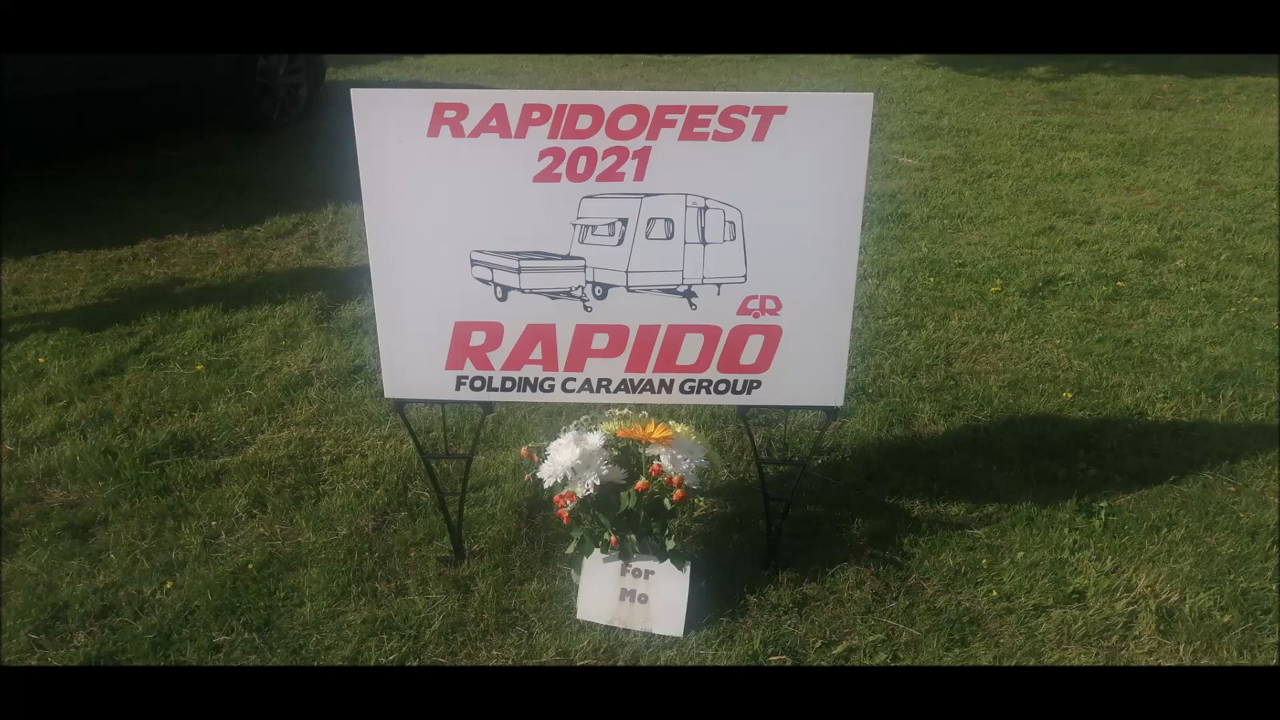 RAPIDOFEST
2021
R
RAPIDO
FOLDING CARAVAN GROUP
For
Mo